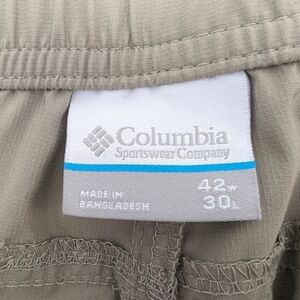 Columbia
Sportswear Company
MADE IN
BANGLADESH
42W
30L